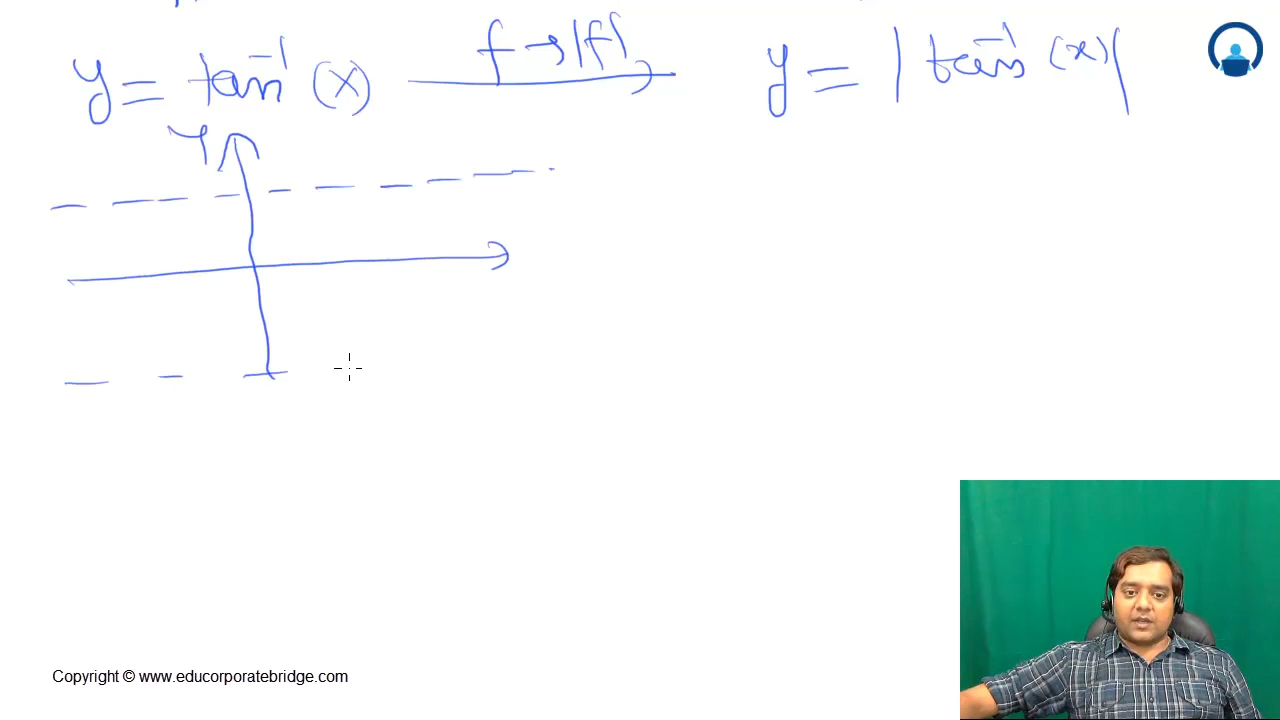 y = tan⁻¹ (x) f → |f| y = | tan⁻¹ (x) |
Y
Copyright © www.educorporatebridge.com